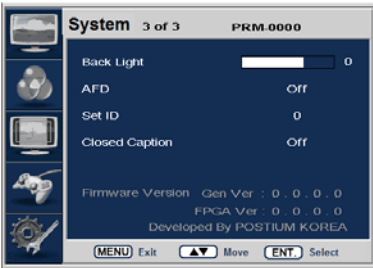 System 3 of 3 PRM-0000
Back Light 0
AFD Off
Set ID 0
Closed Caption Off
Firmware Version Gen Ver : 0 . 0 . 0 . 0
FPGA Ver : 0 . 0 . 0 . 0
Developed By POSTIUM KOREA
MENU Exit ▲▼ Move ENT. Select